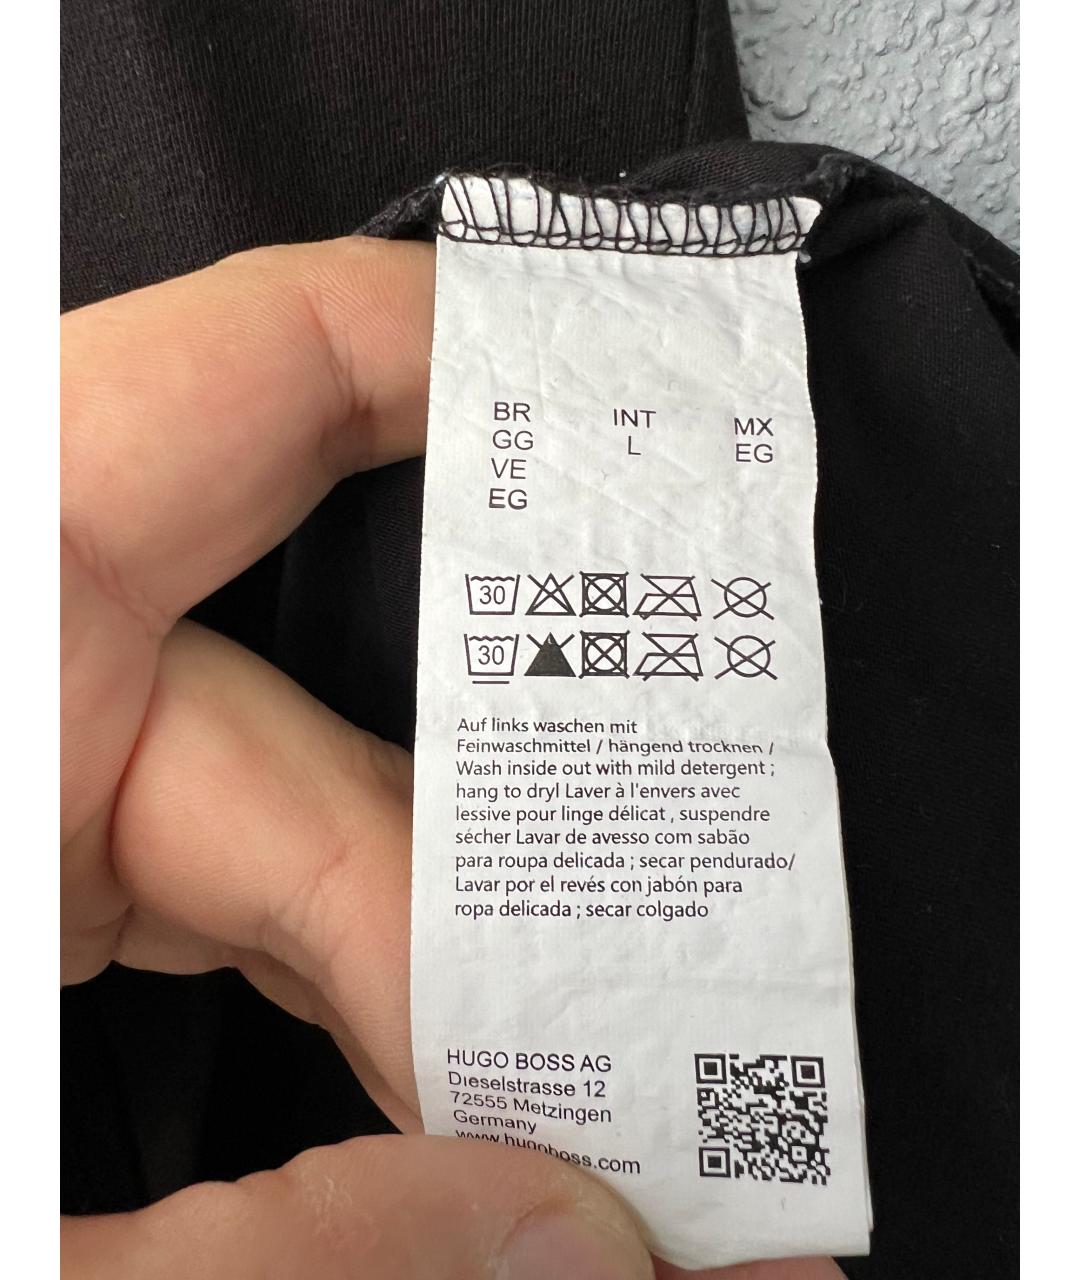 BR
GG
VE
EG
INT
L
MX
EG
30
30
Auf links waschen mit
Feinwaschmittel / hängend trocknen /
Wash inside out with mild detergent ;
hang to dryl Laver à l'envers avec
lessive pour linge délicat , suspendre
sécher Lavar de avesso com sabão
para roupa delicada ; secar pendurado/
Lavar por el revés con jabón para
ropa delicada ; secar colgado
HUGO BOSS AG
Dieselstrasse 12
72555 Metzingen
Germany
www.hugoboss.com